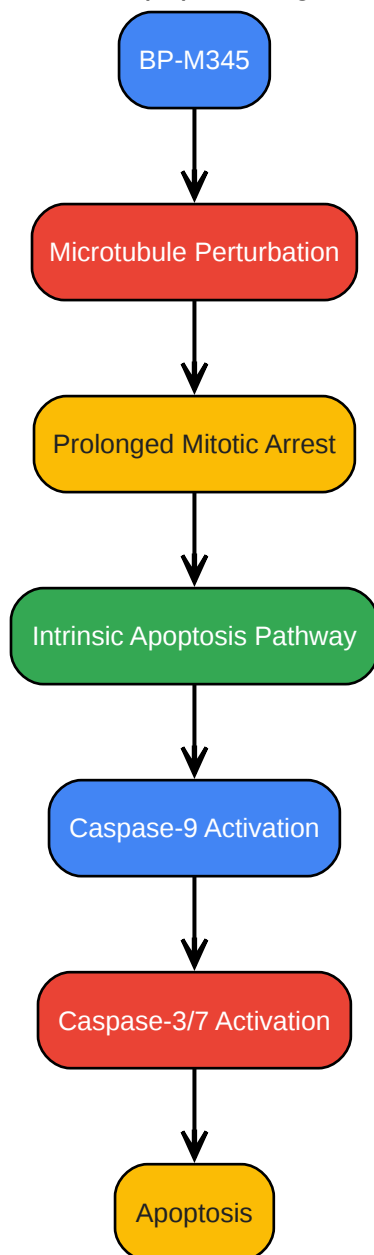 BP-M345
Microtubule Perturbation
Prolonged Mitotic Arrest
Intrinsic Apoptosis Pathway
Caspase-9 Activation
Caspase-3/7 Activation
Apoptosis